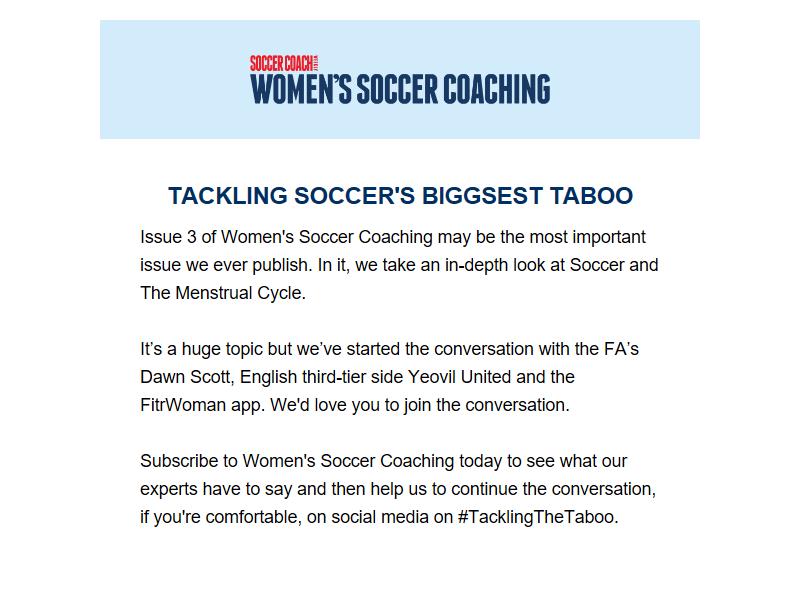 SOCCER COACH WEEKLY
WOMEN'S SOCCER COACHING
TACKLING SOCCER'S BIGGSEST TABOO
Issue 3 of Women's Soccer Coaching may be the most important
issue we ever publish. In it, we take an in-depth look at Soccer and
The Menstrual Cycle.
It’s a huge topic but we’ve started the conversation with the FA’s
Dawn Scott, English third-tier side Yeovil United and the
FitrWoman app. We'd love you to join the conversation.
Subscribe to Women's Soccer Coaching today to see what our
experts have to say and then help us to continue the conversation,
if you're comfortable, on social media on #TacklingTheTaboo.